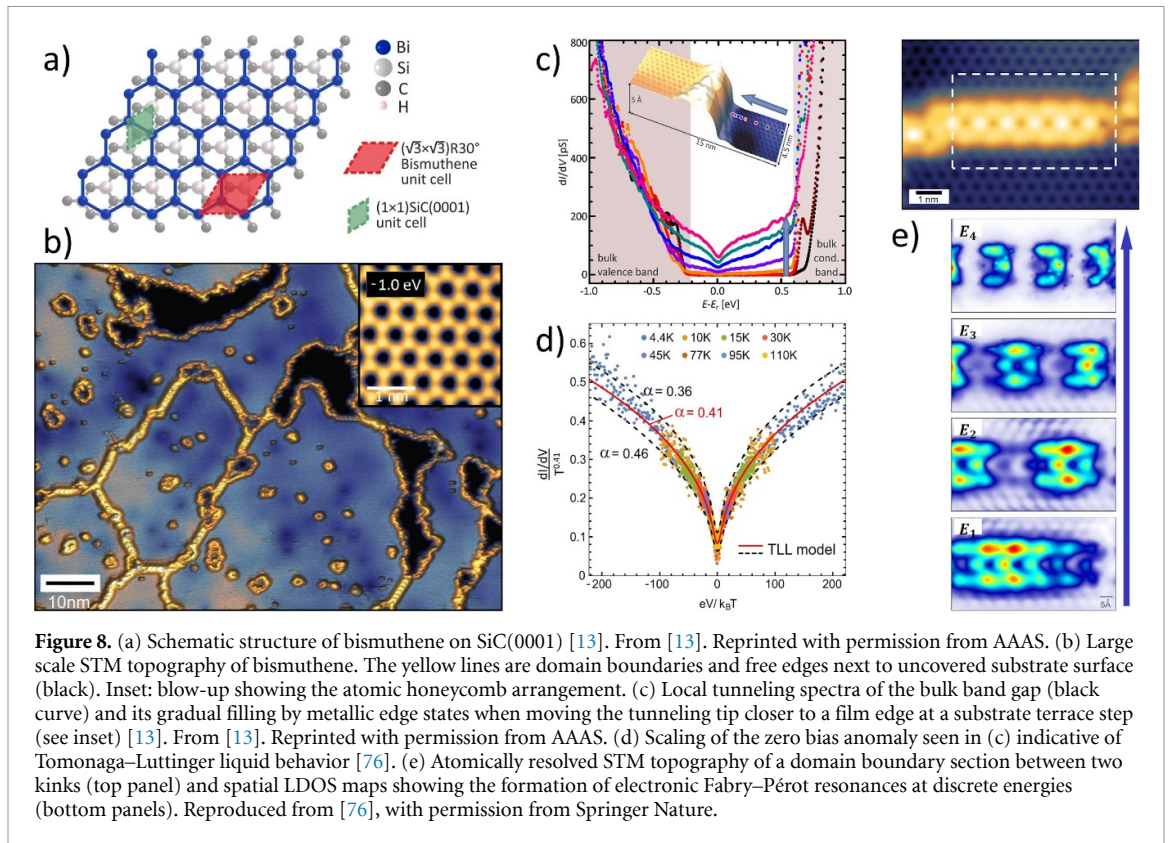 a)
Bi
Si
C
H
(√3×√3)R30°
Bismuthene
unit cell
(1×1)SiC(0001)
unit cell
b)
-1.0 eV
1 nm
10nm
c)
800
600
400
200
0
dI/dV [pS]
5 Å
15 nm
4.5 nm
bulk
valence band
bulk
cond.
band
-1.0
-0.5
0.0
0.5
1.0
E-EF [eV]
d)
4.4K
10K
15K
30K
45K
77K
95K
110K
0.6
0.5
0.4
0.3
0.2
0.1
0
dI/dV
T^0.41
α = 0.36
α = 0.41
α = 0.46
TLL model
-200
-100
0
100
200
eV/ kBT
1 nm
e)
E4
E3
E2
E1
5Å
Figure 8. (a) Schematic structure of bismuthene on SiC(0001) [13]. From [13]. Reprinted with permission from AAAS. (b) Large
scale STM topography of bismuthene. The yellow lines are domain boundaries and free edges next to uncovered substrate surface
(black). Inset: blow-up showing the atomic honeycomb arrangement. (c) Local tunneling spectra of the bulk band gap (black
curve) and its gradual filling by metallic edge states when moving the tunneling tip closer to a film edge at a substrate terrace step
(see inset) [13]. From [13]. Reprinted with permission from AAAS. (d) Scaling of the zero bias anomaly seen in (c) indicative of
Tomonaga–Luttinger liquid behavior [76]. (e) Atomically resolved STM topography of a domain boundary section between two
kinks (top panel) and spatial LDOS maps showing the formation of electronic Fabry–Pérot resonances at discrete energies
(bottom panels). Reproduced from [76], with permission from Springer Nature.